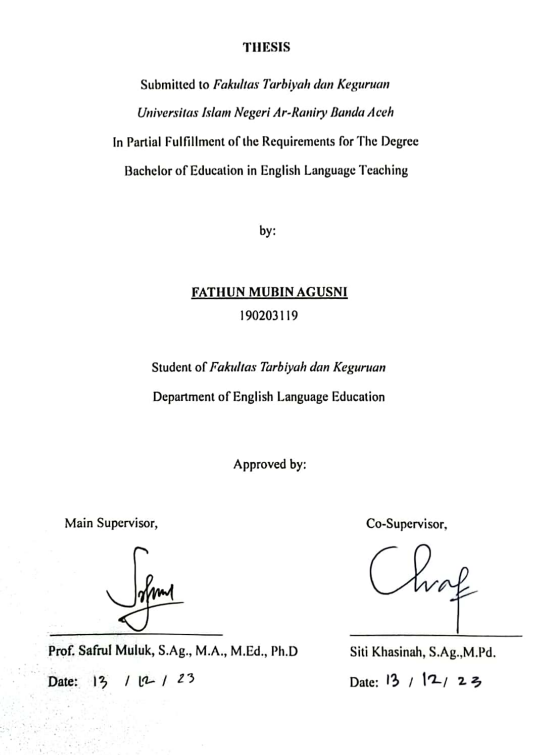 THESIS
Submitted to Fakultas Tarbiyah dan Keguruan
Universitas Islam Negeri Ar-Raniry Banda Aceh
In Partial Fulfillment of the Requirements for The Degree
Bachelor of Education in English Language Teaching
by:
FATHUN MUBIN AGUSNI
190203119
Student of Fakultas Tarbiyah dan Keguruan
Department of English Language Education
Approved by:
Main Supervisor,
Prof. Safrul Muluk, S.Ag., M.A., M.Ed., Ph.D
Date: 13 / 12 / 23
Co-Supervisor,
Siti Khasinah, S.Ag.,M.Pd.
Date: 13 / 12 / 23